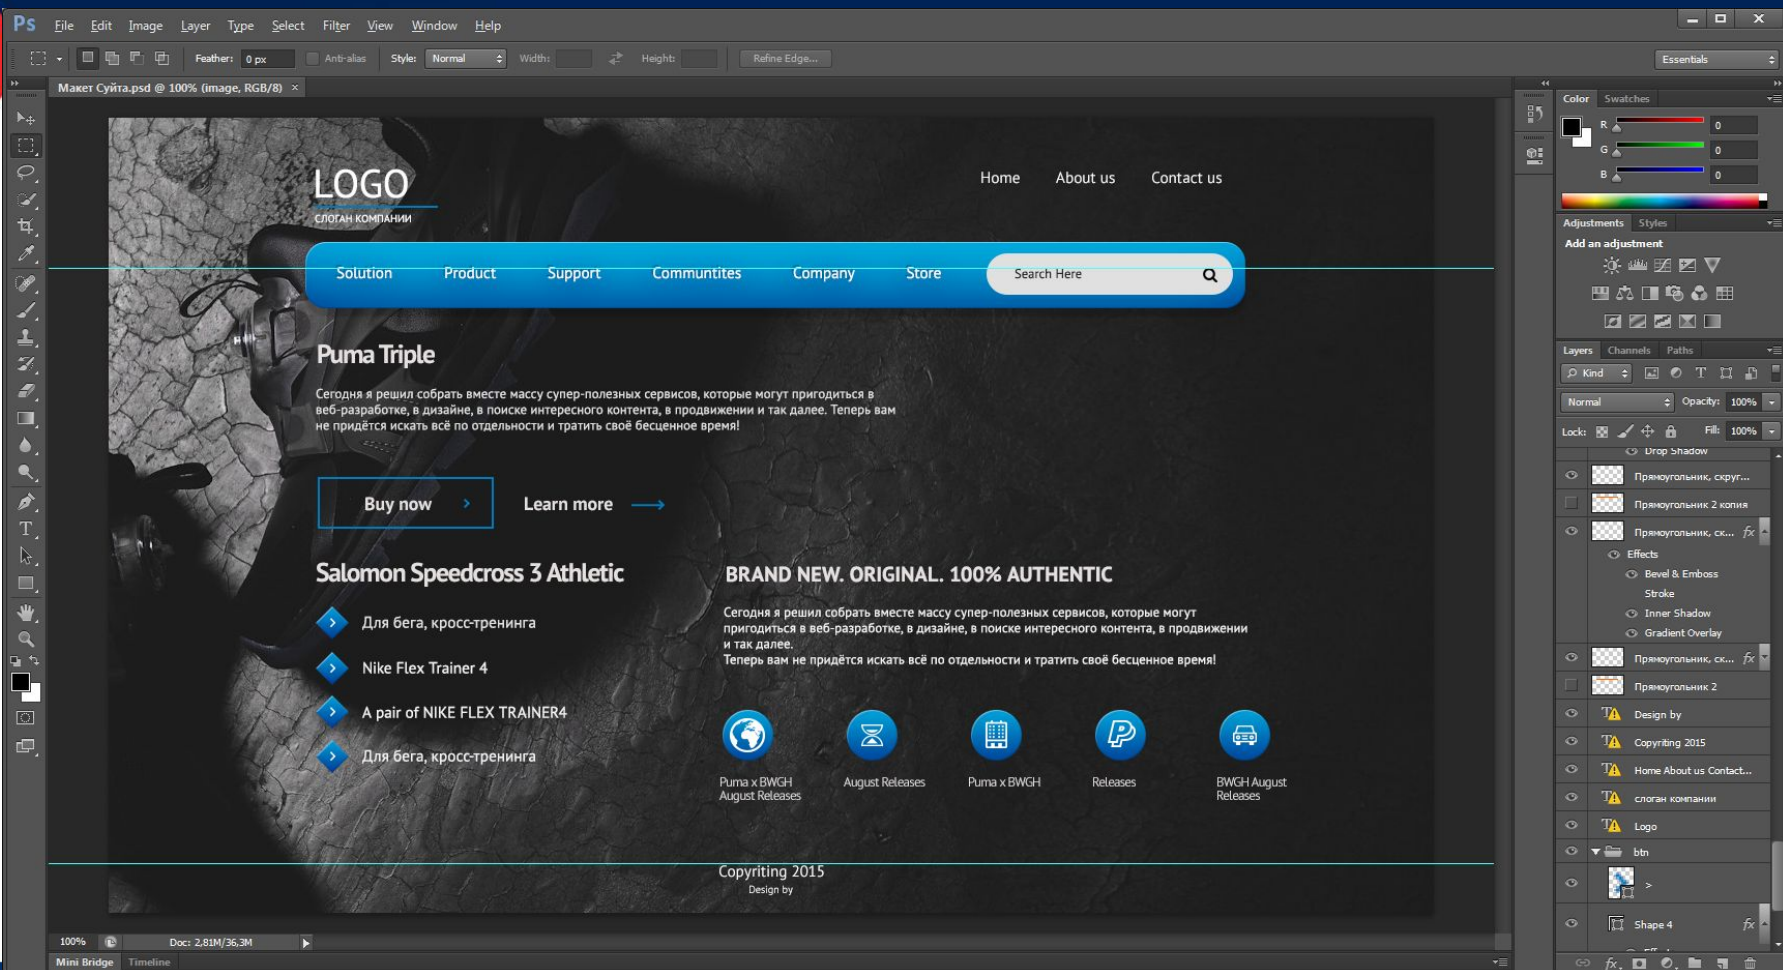 Ps File Edit Image Layer Type Select Filter View Window Help
Feather: 0 px Anti-alias Style: Normal Width: Height: Refine Edge... Essentials
Макет Суйта.psd @ 100% (image, RGB/8) ×
LOGO
СЛОГАН КОМПАНИИ
Home About us Contact us
Solution Product Support Communtites Company Store Search Here
Puma Triple
Сегодня я решил собрать вместе массу супер-полезных сервисов, которые могут пригодиться в
веб-разработке, в дизайне, в поиске интересного контента, в продвижении и так далее. Теперь вам
не придётся искать всё по отдельности и тратить своё бесценное время!
Buy now > Learn more
Salomon Speedcross 3 Athletic
Для бега, кросс-тренинга
Nike Flex Trainer 4
A pair of NIKE FLEX TRAINER4
Для бега, кросс-тренинга
BRAND NEW. ORIGINAL. 100% AUTHENTIC
Сегодня я решил собрать вместе массу супер-полезных сервисов, которые могут
пригодиться в веб-разработке, в дизайне, в поиске интересного контента, в продвижении
и так далее.
Теперь вам не придётся искать всё по отдельности и тратить своё бесценное время!
Puma x BWGH
August Releases
August Releases
Puma x BWGH
Releases
BWGH August
Releases
Copyriting 2015
Design by
100% Doc: 2,81M/36,3M
Mini Bridge Timeline
Color Swatches
R 0
G 0
B 0
Adjustments Styles
Add an adjustment
Layers Channels Paths
Kind
Normal Opacity: 100%
Lock: Fill: 100%
Drop Shadow
Прямоугольник, скруг...
Прямоугольник 2 копия
Прямоугольник, ск... fx
Effects
Bevel & Emboss
Stroke
Inner Shadow
Gradient Overlay
Прямоугольник, ск... fx
Прямоугольник 2
Design by
Copyriting 2015
Home About us Contact...
слоган компании
Logo
btn
>
Shape 4 fx